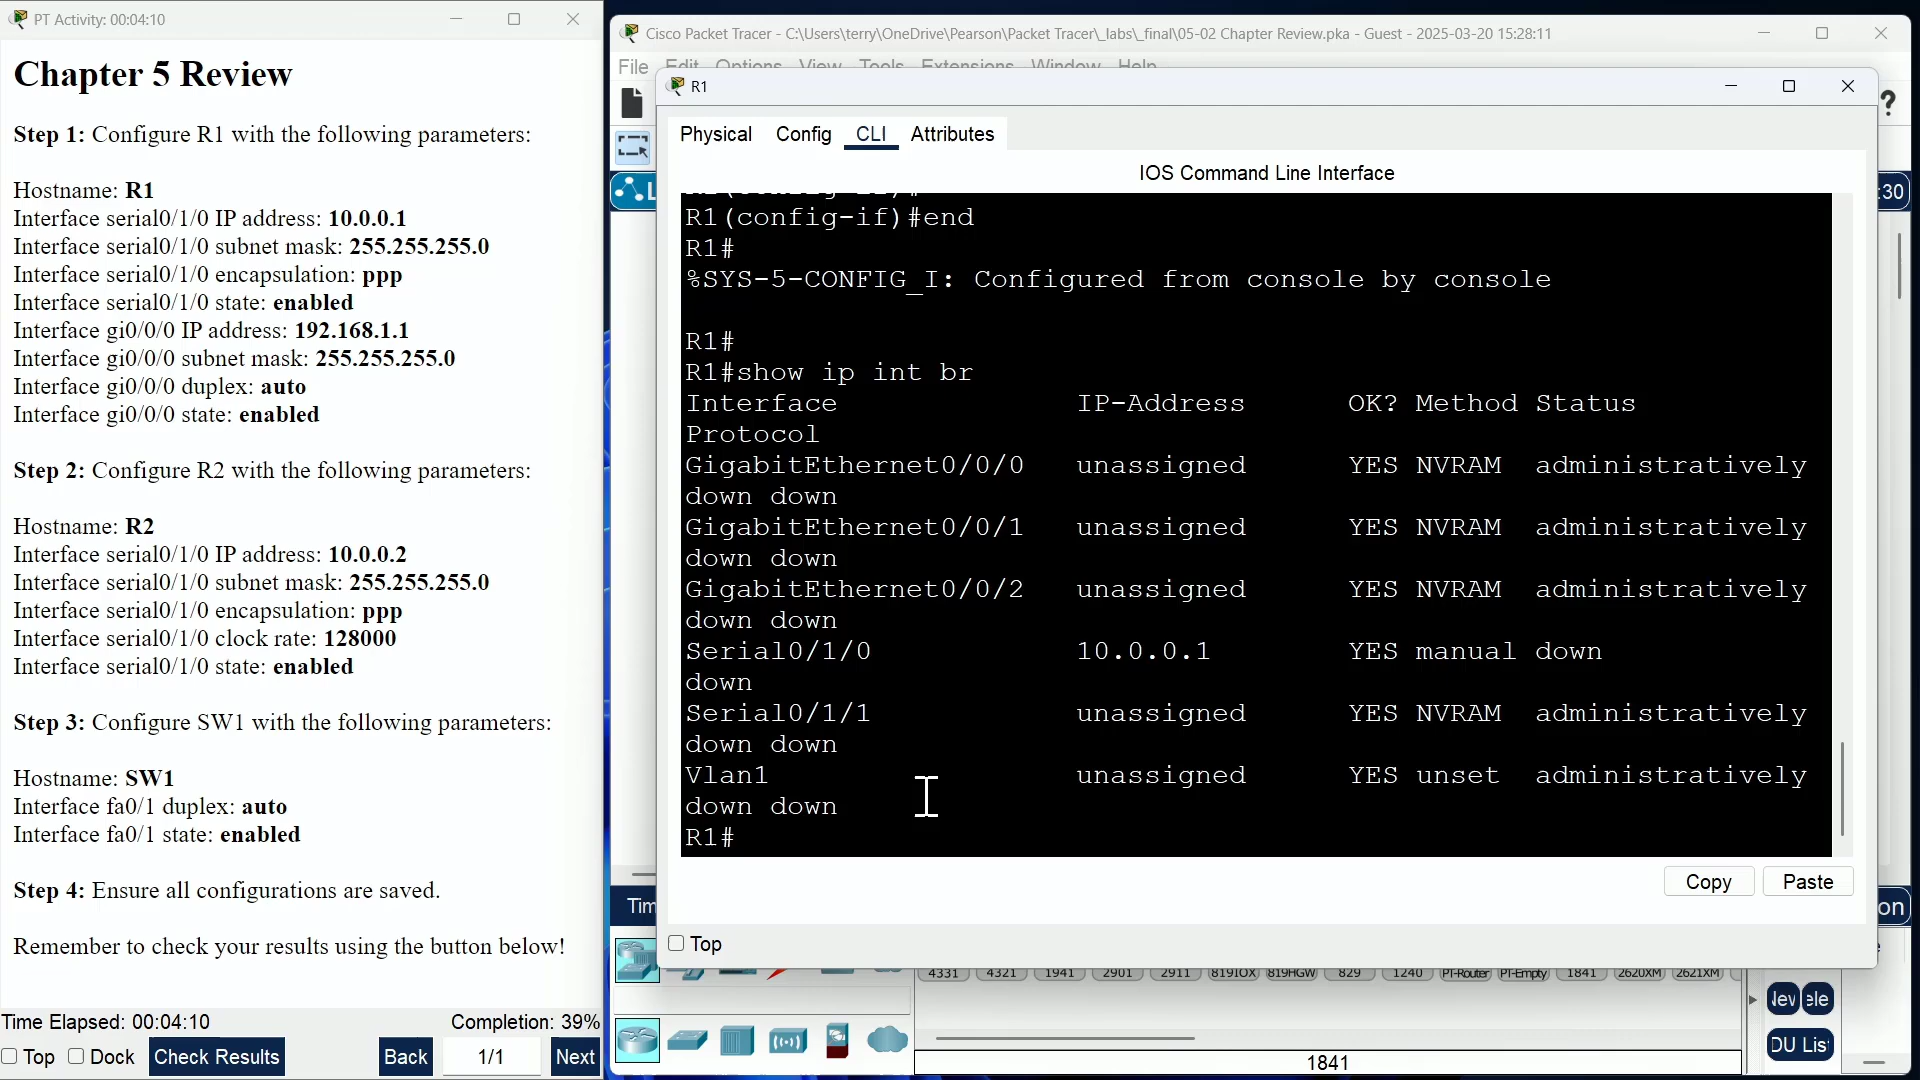 PT Activity: 00:04:10
Chapter 5 Review
Step 1: Configure R1 with the following parameters:
Hostname: R1
Interface serial0/1/0 IP address: 10.0.0.1
Interface serial0/1/0 subnet mask: 255.255.255.0
Interface serial0/1/0 encapsulation: ppp
Interface serial0/1/0 state: enabled
Interface gi0/0/0 IP address: 192.168.1.1
Interface gi0/0/0 subnet mask: 255.255.255.0
Interface gi0/0/0 duplex: auto
Interface gi0/0/0 state: enabled
Step 2: Configure R2 with the following parameters:
Hostname: R2
Interface serial0/1/0 IP address: 10.0.0.2
Interface serial0/1/0 subnet mask: 255.255.255.0
Interface serial0/1/0 encapsulation: ppp
Interface serial0/1/0 clock rate: 128000
Interface serial0/1/0 state: enabled
Step 3: Configure SW1 with the following parameters:
Hostname: SW1
Interface fa0/1 duplex: auto
Interface fa0/1 state: enabled
Step 4: Ensure all configurations are saved.
Remember to check your results using the button below!
Time Elapsed: 00:04:10 Completion: 39%
Top Dock Check Results Back 1/1 Next
Cisco Packet Tracer - C:\Users\terry\OneDrive\Pearson\Packet Tracer\_labs\_final\05-02 Chapter Review.pka - Guest - 2025-03-20 15:28:11
File Edit Options View Tools Extensions Window Help
R1
Physical Config CLI Attributes
IOS Command Line Interface
R1(config-if)#
R1(config-if)#end
R1#
%SYS-5-CONFIG_I: Configured from console by console
R1#
R1#show ip int br
Interface IP-Address OK? Method Status
Protocol
GigabitEthernet0/0/0 unassigned YES NVRAM administratively
down down
GigabitEthernet0/0/1 unassigned YES NVRAM administratively
down down
GigabitEthernet0/0/2 unassigned YES NVRAM administratively
down down
Serial0/1/0 10.0.0.1 YES manual down
down
Serial0/1/1 unassigned YES NVRAM administratively
down down
Vlan1 unassigned YES unset administratively
down down
R1#
Copy Paste
Top
:30
Tim
on
4331 4321 1941 2901 2911 819IOX 819HGW 829 1240 PT-Router PT-Empty 1841 2620XM 2621XM
1841